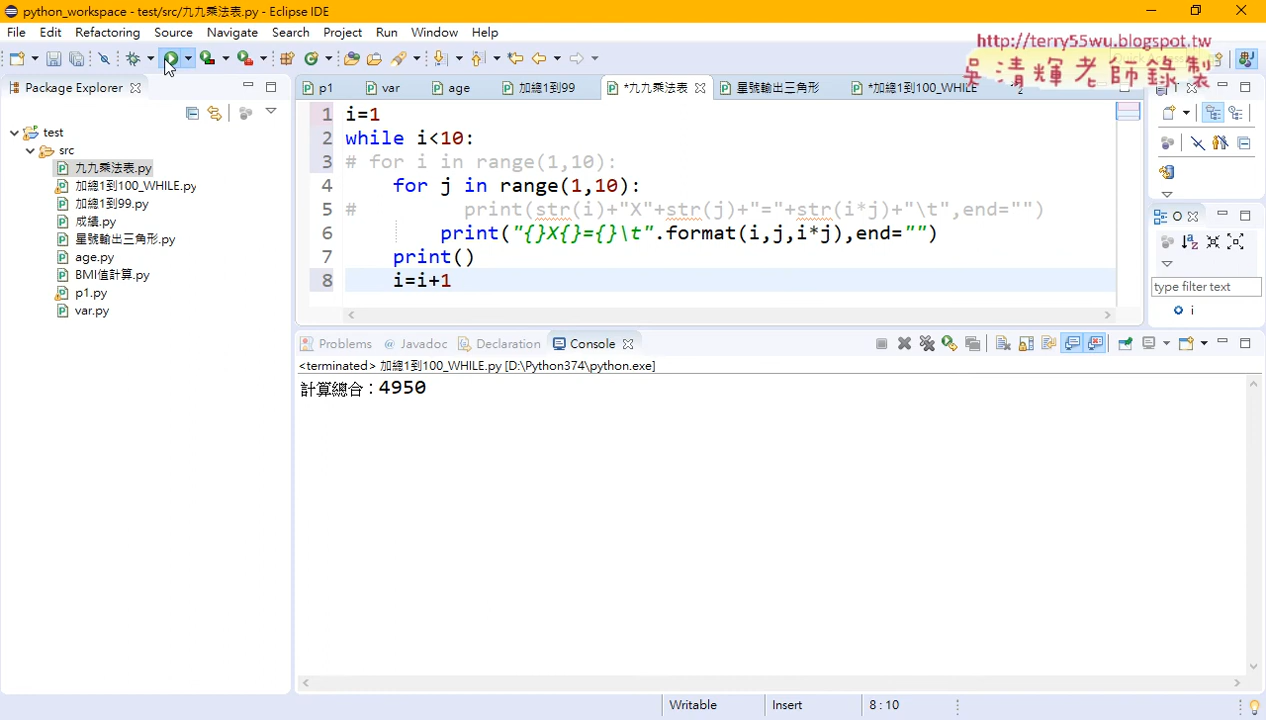 python_workspace - test/src/九九乘法表.py - Eclipse IDE
File Edit Refactoring Source Navigate Search Project Run Window Help
http://terry55wu.blogspot.tw
吳清輝老師錄製
Package Explorer
p1 var age 加總1到99 *九九乘法表 星號輸出三角形 *加總1到100_WHILE
test
src
九九乘法表.py
加總1到100_WHILE.py
加總1到99.py
成績.py
星號輸出三角形.py
age.py
BMI值計算.py
p1.py
var.py
1 i=1
2 while i<10:
3 # for i in range(1,10):
4 for j in range(1,10):
5 # print(str(i)+"X"+str(j)+"="+str(i*j)+"\t",end="")
6 print("{}X{}={}\t".format(i,j,i*j),end="")
7 print()
8 i=i+1
type filter text
i
Problems Javadoc Declaration Console
<terminated> 加總1到100_WHILE.py [D:\Python374\python.exe]
計算總合：4950
Writable Insert 8 : 10